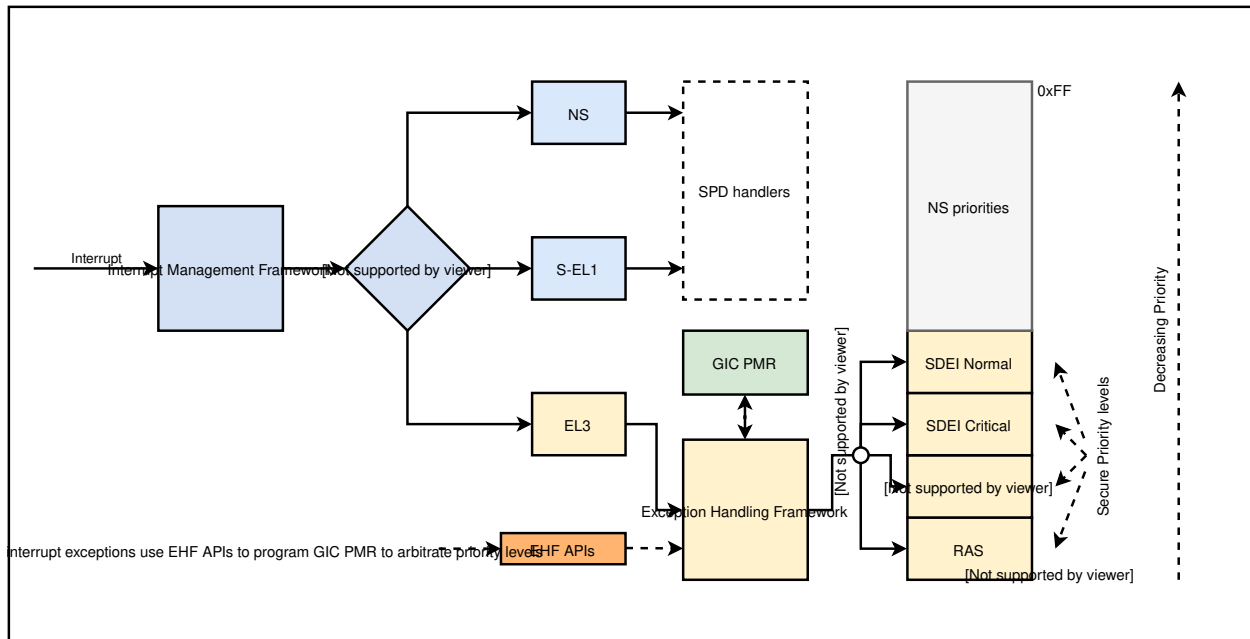 0xFF
NS
SPD handlers
NS priorities
Interrupt
Interrupt Management Framework
[Not supported by viewer]
S-EL1
Decreasing Priority
GIC PMR
[Not supported by viewer]
SDEI Normal
EL3
SDEI Critical
Secure Priority levels
[Not supported by viewer]
Exception Handling Framework
interrupt exceptions use EHF APIs to program GIC PMR to arbitrate priority levels
EHF APIs
RAS
[Not supported by viewer]